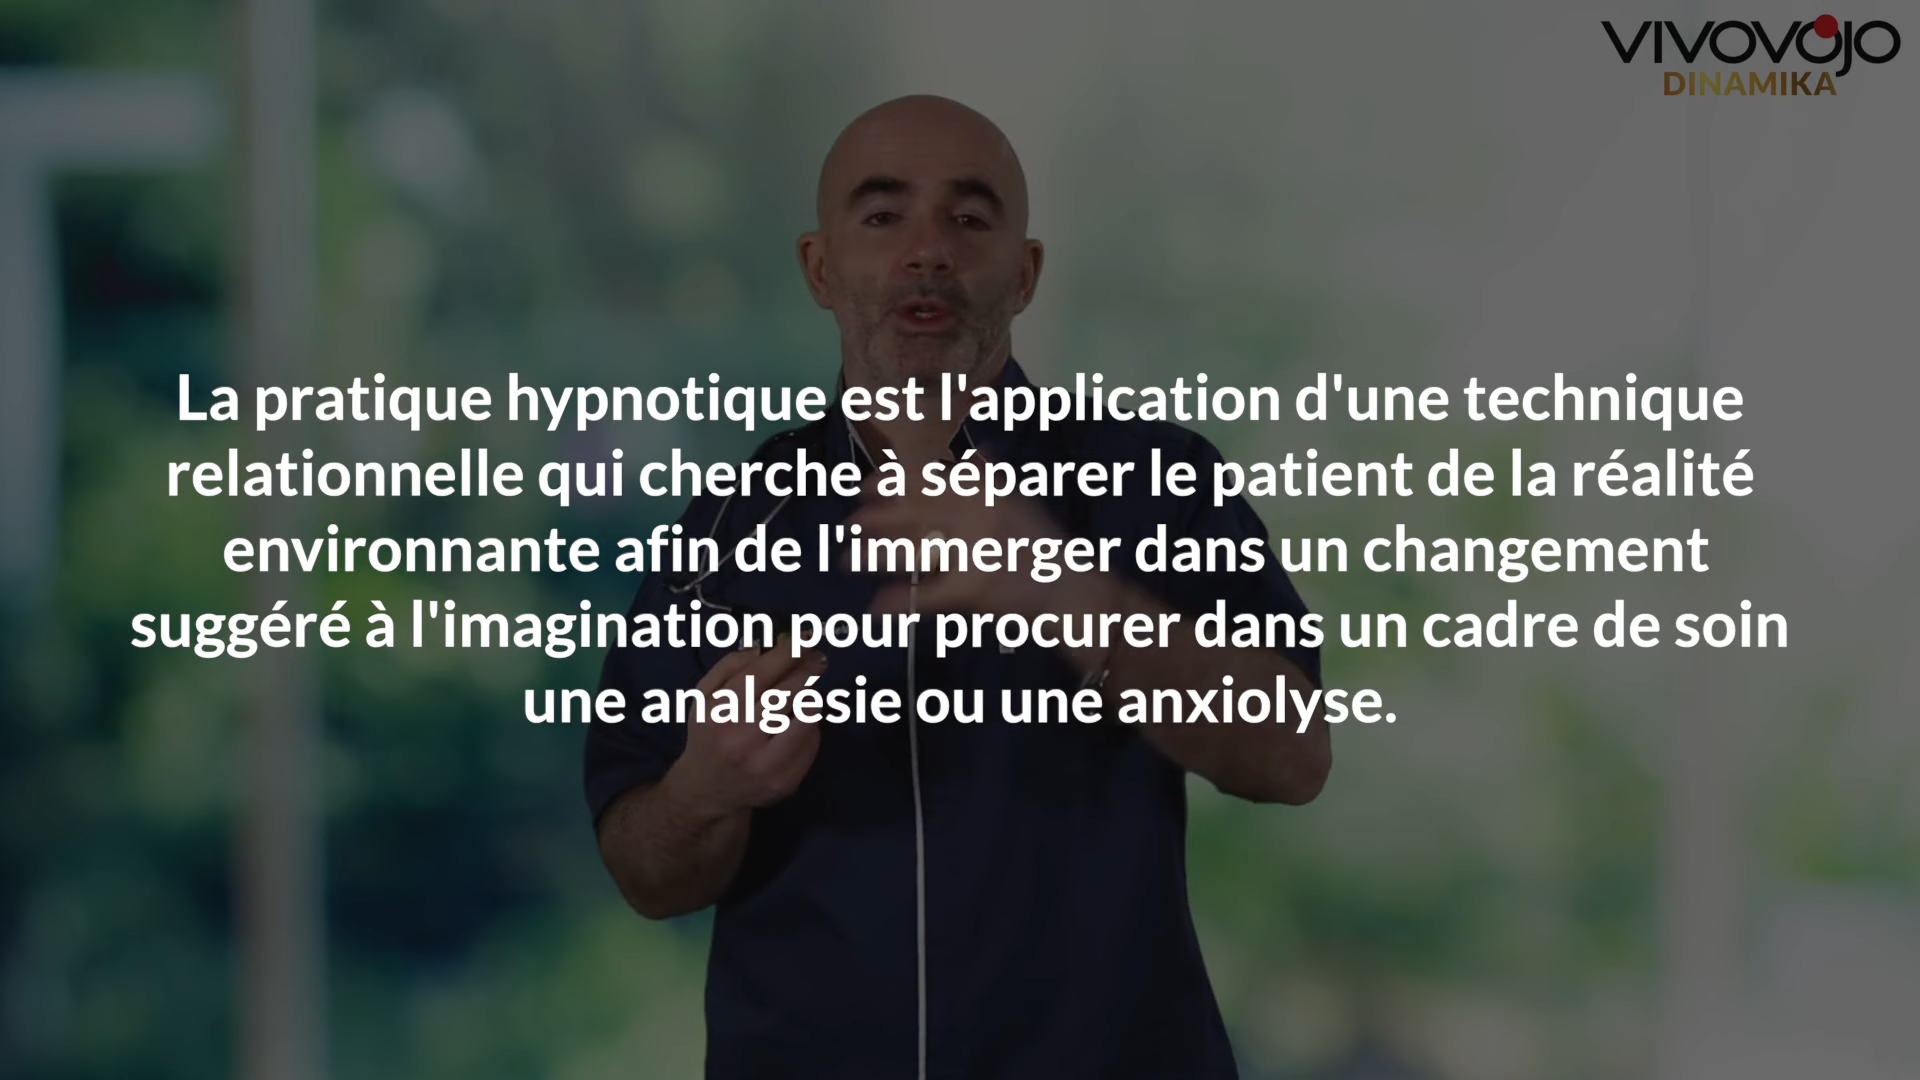 VIVOVOJO
DINAMIKA
La pratique hypnotique est l'application d'une technique
relationnelle qui cherche à séparer le patient de la réalité
environnante afin de l'immerger dans un changement
suggéré à l'imagination pour procurer dans un cadre de soin
une analgésie ou une anxiolyse.